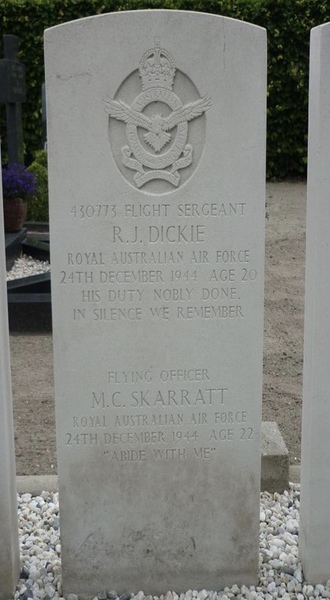 430773 FLIGHT SERGEANT
R.J. DICKIE
ROYAL AUSTRALIAN AIR FORCE
24TH DECEMBER 1944 AGE 20
HIS DUTY NOBLY DONE.
IN SILENCE WE REMEMBER
FLYING OFFICER
M.C. SKARRATT
ROYAL AUSTRALIAN AIR FORCE
24TH DECEMBER 1944 AGE 22
"ABIDE WITH ME"